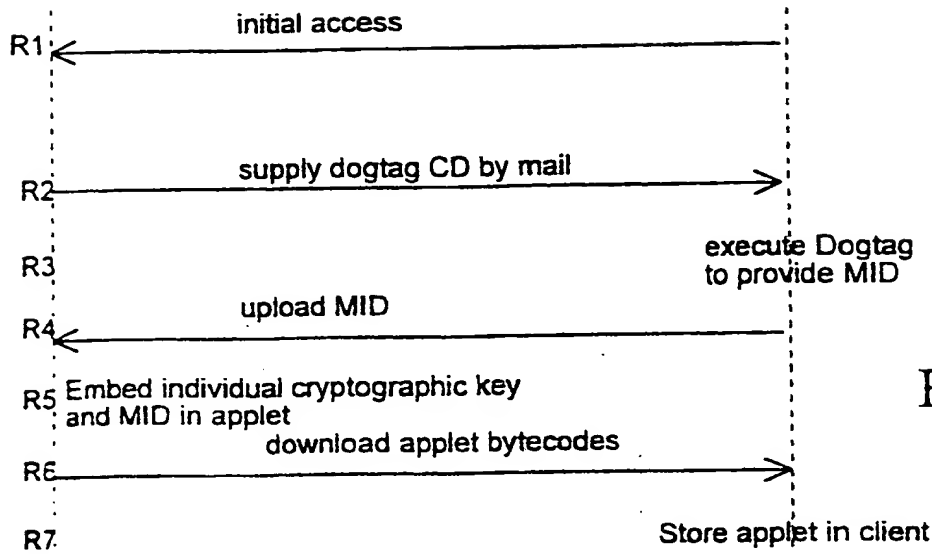 initial access
R1
supply dogtag CD by mail
R2
execute Dogtag
R3
to provide MID
upload MID
R4
R5 Embed individual cryptographic key
and MID in applet
download applet bytecodes
R6
R7
Store applet in client